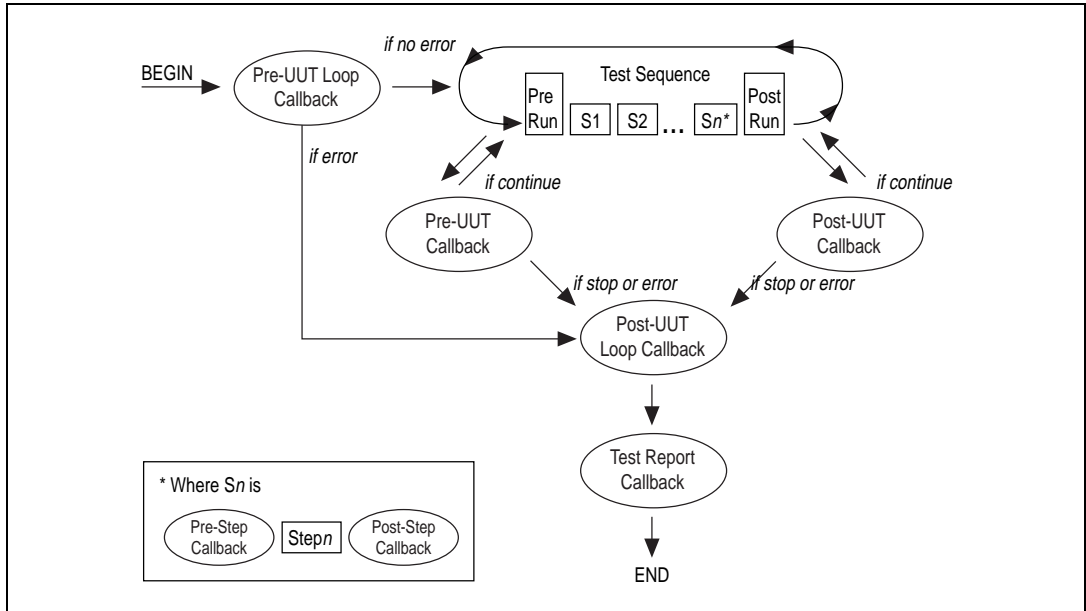 if no error
BEGIN
Pre-UUT Loop
Callback
Test Sequence
Pre
Run
S1
S2
...
Sn*
Post
Run
if error
if continue
if continue
Pre-UUT
Callback
Post-UUT
Callback
if stop or error
if stop or error
Post-UUT
Loop Callback
Test Report
Callback
* Where Sn is
Pre-Step
Callback
Stepn
Post-Step
Callback
END